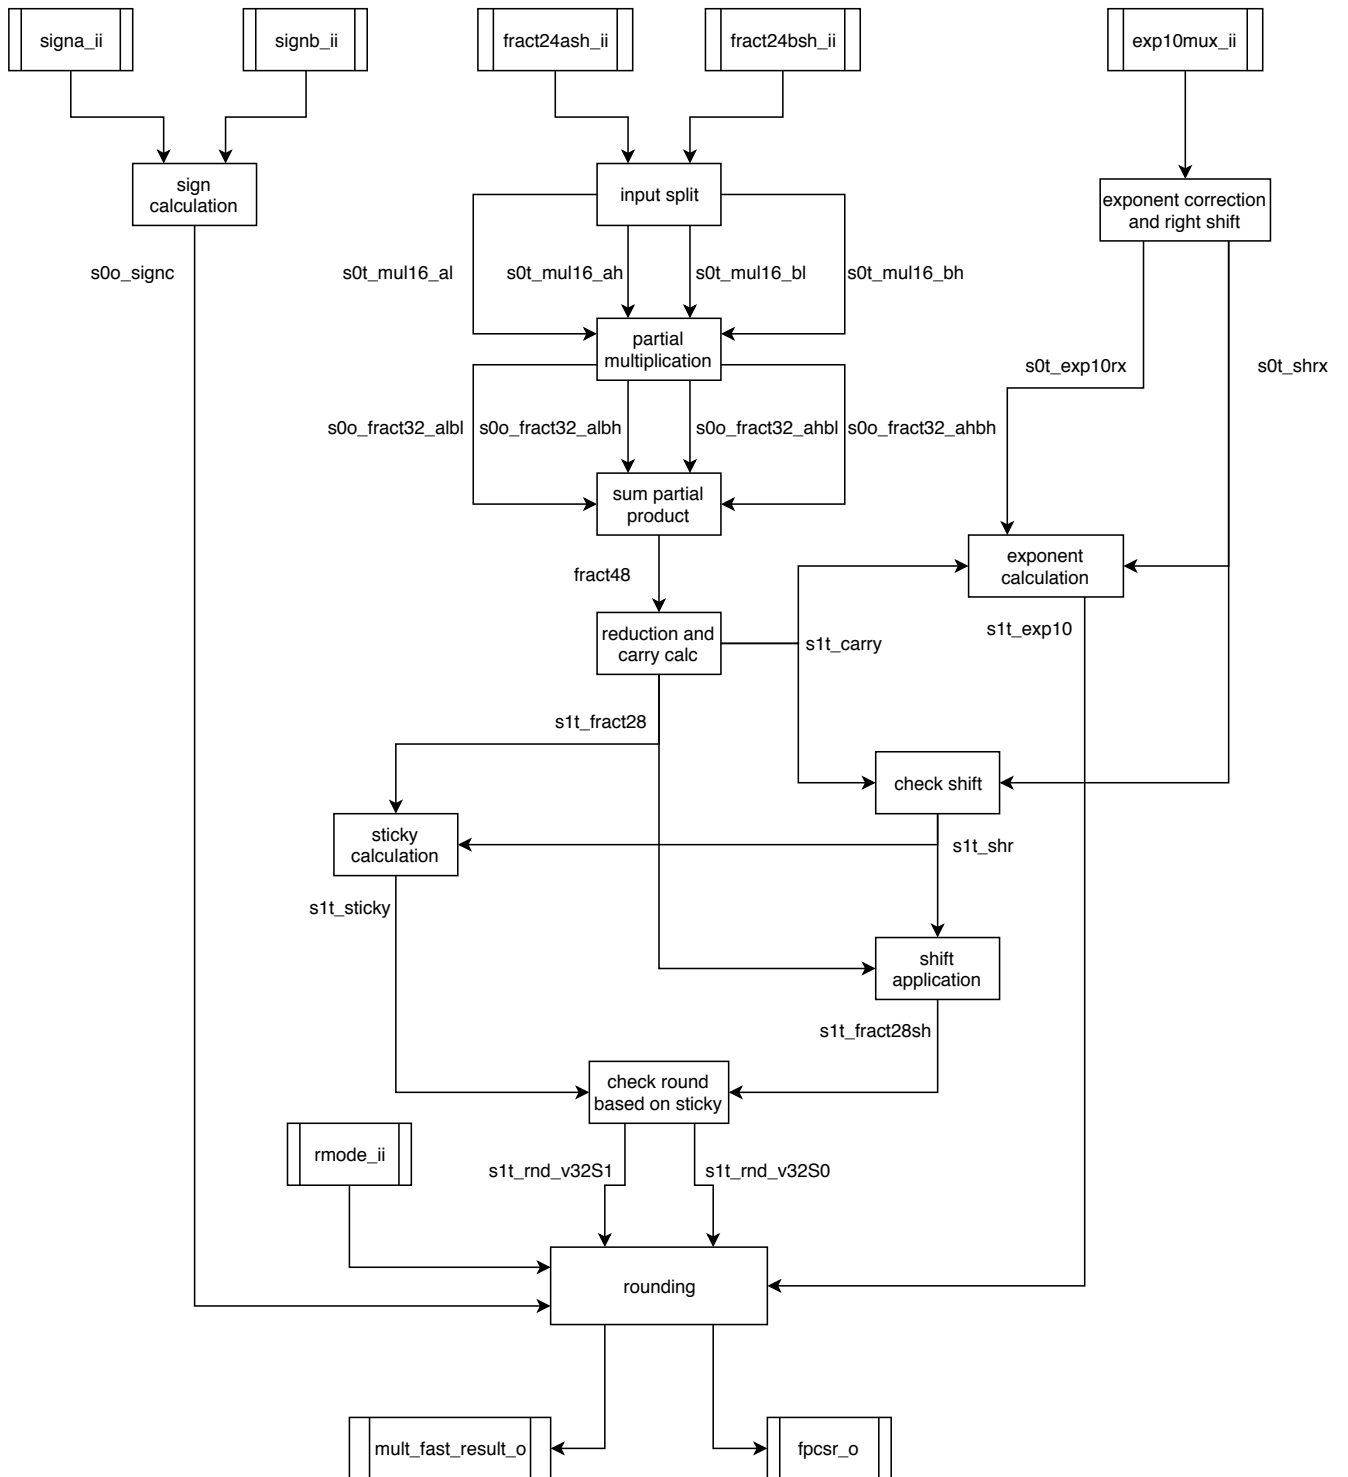 signa_ii
signb_ii
fract24ash_ii
fract24bsh_ii
exp10mux_ii
sign
calculation
input split
exponent correction
and right shift
s0o_signc
s0t_mul16_al
s0t_mul16_ah
s0t_mul16_bl
s0t_mul16_bh
partial
multiplication
s0t_exp10rx
s0t_shrx
s0o_fract32_albl
s0o_fract32_albh
s0o_fract32_ahbl
s0o_fract32_ahbh
sum partial
product
exponent
calculation
fract48
s1t_exp10
reduction and
carry calc
s1t_carry
s1t_fract28
check shift
sticky
calculation
s1t_shr
s1t_sticky
shift
application
s1t_fract28sh
check round
based on sticky
rmode_ii
s1t_rnd_v32S1
s1t_rnd_v32S0
rounding
mult_fast_result_o
fpcsr_o